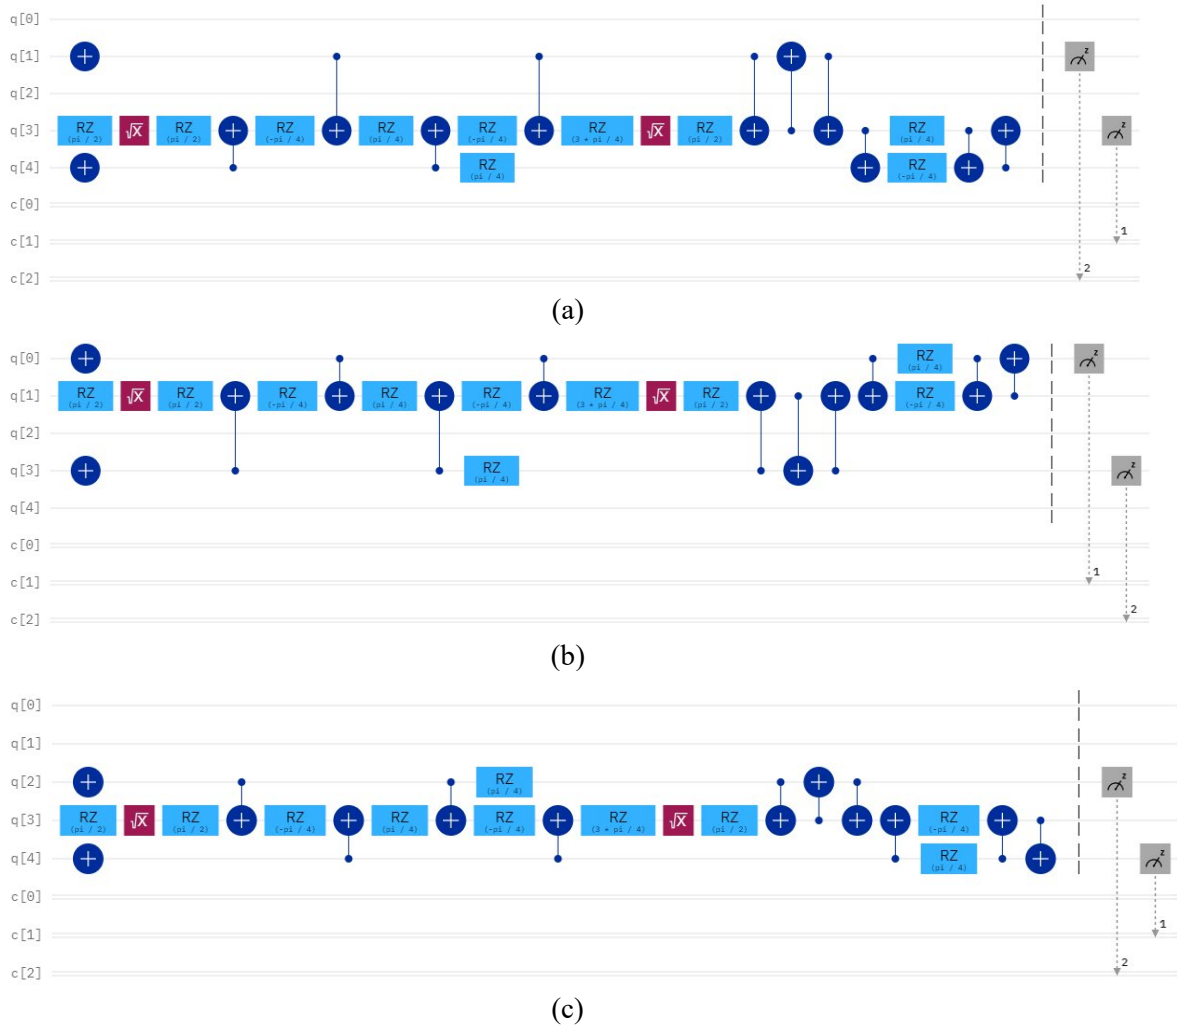 q[0]
q[1] z
q[2]
q[3] RZ (pi / 2) √X RZ (pi / 2) RZ (-pi / 4) RZ (pi / 4) RZ (-pi / 4) RZ (3 * pi / 4) √X RZ (pi / 2) RZ (pi / 4) z
q[4] RZ (pi / 4) RZ (-pi / 4)
c[0]
c[1] 1
c[2] 2
(a)
q[0] RZ (pi / 4) z
q[1] RZ (pi / 2) √X RZ (pi / 2) RZ (-pi / 4) RZ (pi / 4) RZ (-pi / 4) RZ (3 * pi / 4) √X RZ (pi / 2) RZ (-pi / 4)
q[2]
q[3] RZ (pi / 4) z
q[4]
c[0]
c[1] 1
c[2] 2
(b)
q[0]
q[1]
q[2] RZ (pi / 4) z
q[3] RZ (pi / 2) √X RZ (pi / 2) RZ (-pi / 4) RZ (pi / 4) RZ (-pi / 4) RZ (3 * pi / 4) √X RZ (pi / 2) RZ (-pi / 4)
q[4] RZ (pi / 4) z
c[0]
c[1] 1
c[2] 2
(c)